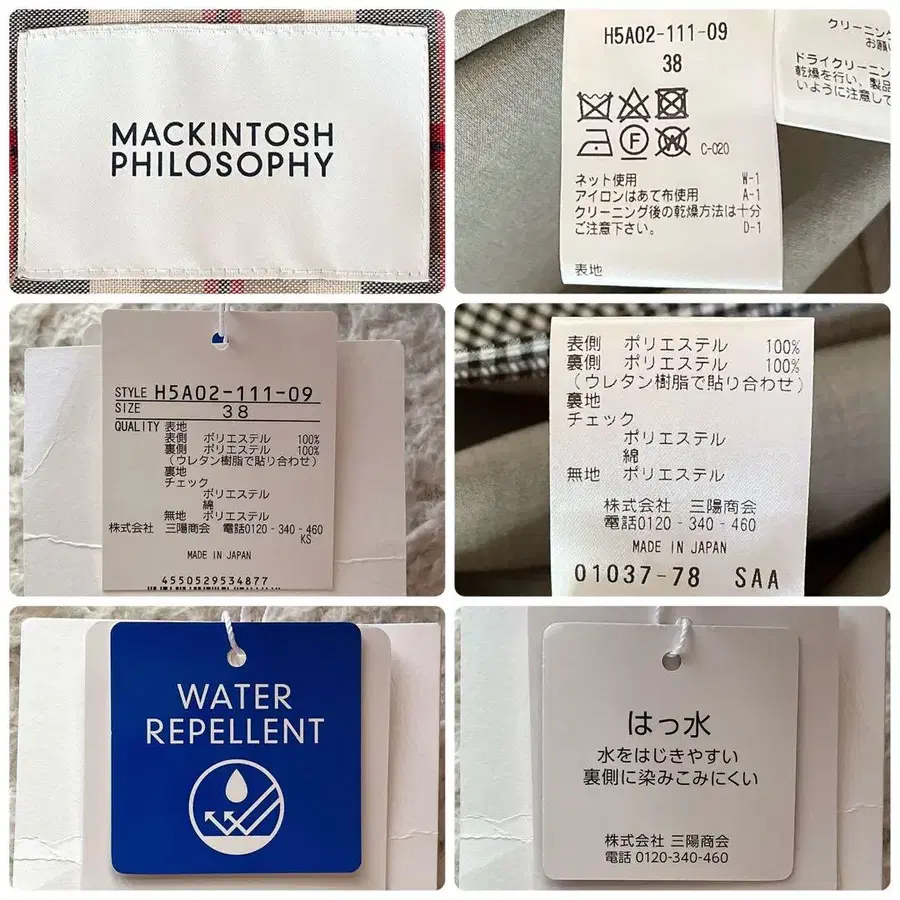 MACKINTOSH
PHILOSOPHY
H5A02-111-09
38
F
W
C-020
ネット使用 W-1
アイロンはあて布使用 A-1
クリーニング後の乾燥方法は十分
ご注意下さい。 D-1
表地
クリーニング
お願い
ドライクリーニン
乾燥を行い、製品
いように注意して
STYLE H5A02-111-09
SIZE 38
QUALITY 表地
表側 ポリエステル 100%
裏側 ポリエステル 100%
(ウレタン樹脂で貼り合わせ)
裏地
チェック
ポリエステル
綿
無地 ポリエステル
株式会社 三陽商会 電話0120-340-460
KS
MADE IN JAPAN
4550529534877
表側 ポリエステル 100%
裏側 ポリエステル 100%
(ウレタン樹脂で貼り合わせ)
裏地
チェック
ポリエステル
綿
無地 ポリエステル
株式会社 三陽商会
電話0120-340-460
MADE IN JAPAN
01037-78 SAA
WATER
REPELLENT
はっ水
水をはじきやすい
裏側に染みこみにくい
株式会社 三陽商会
電話 0120-340-460